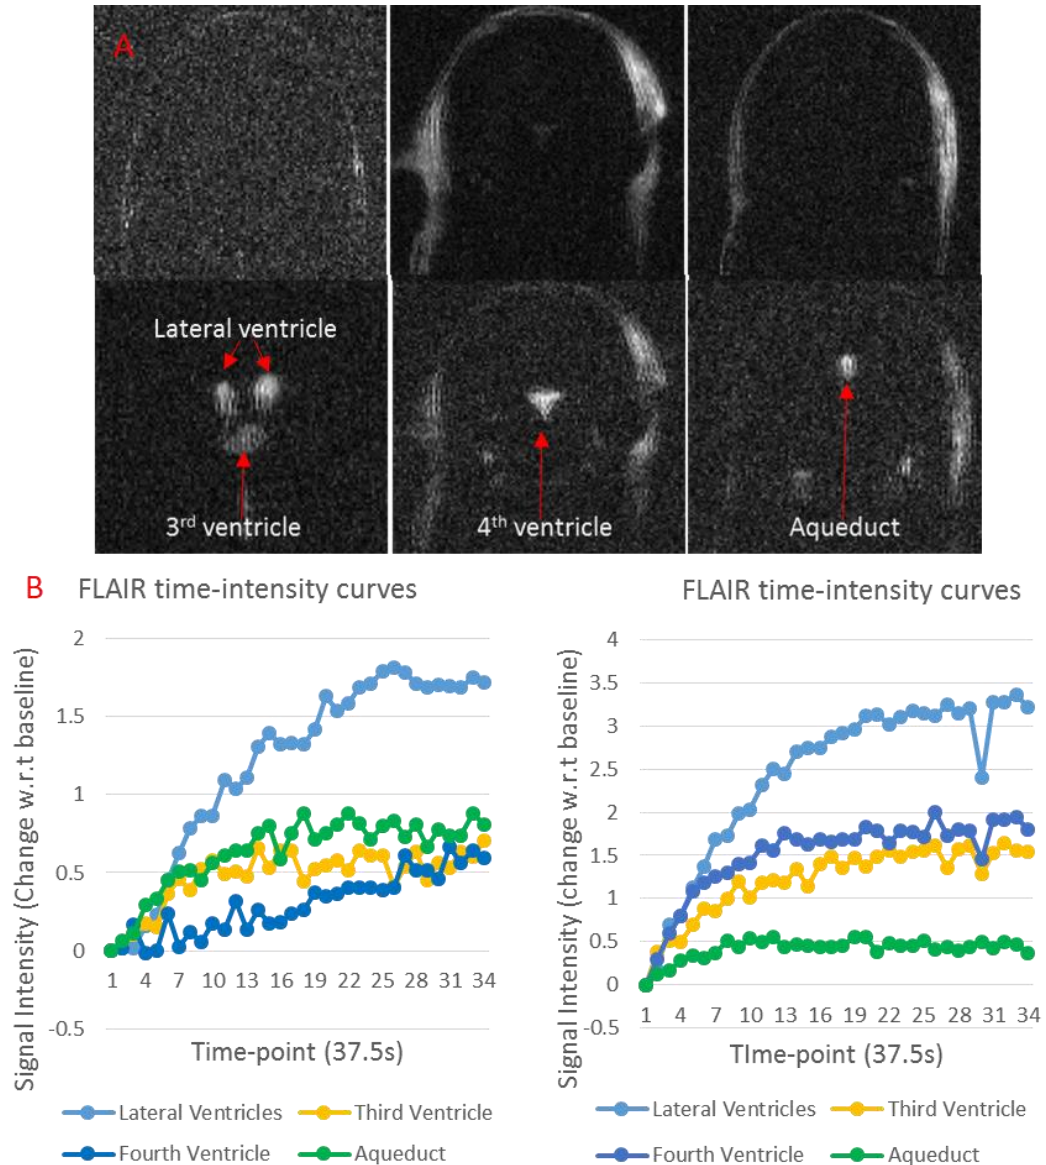 A
Lateral ventricle
3rd ventricle
4th ventricle
Aqueduct
B FLAIR time-intensity curves
Signal Intensity (Change w.r.t baseline)
2
1.5
1
0.5
0
-0.5
1 4 7 10 13 16 19 22 25 28 31 34
Time-point (37.5s)
Lateral Ventricles Third Ventricle
Fourth Ventricle Aqueduct
FLAIR time-intensity curves
Signal Intensity (change w.r.t baseline)
4
3.5
3
2.5
2
1.5
1
0.5
0
-0.5
1 4 7 10 13 16 19 22 25 28 31 34
TIme-point (37.5s)
Lateral Ventricles Third Ventricle
Fourth Ventricle Aqueduct